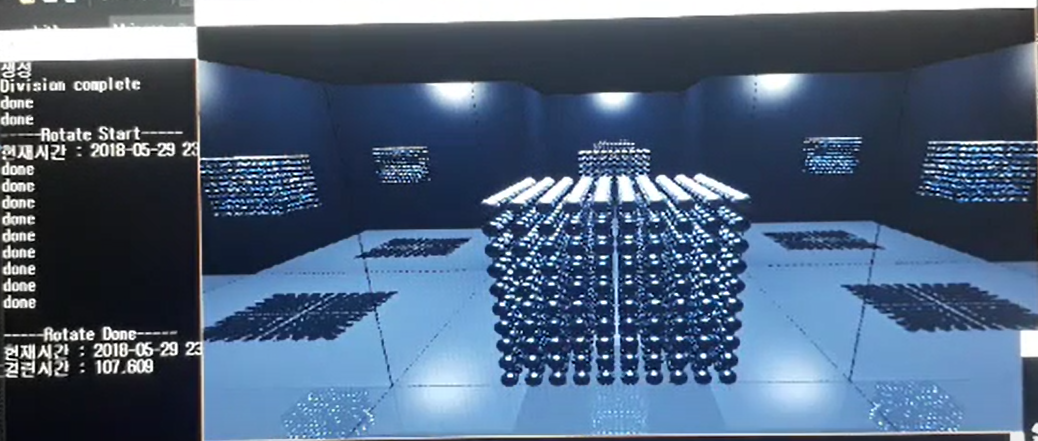 생성
Division complete
done
done
-----Rotate Start-----
현재시간 : 2018-05-29 23
done
done
done
done
done
done
done
done
done
-----Rotate Done-----
현재시간 : 2018-05-29 23
걸린시간 : 107.609